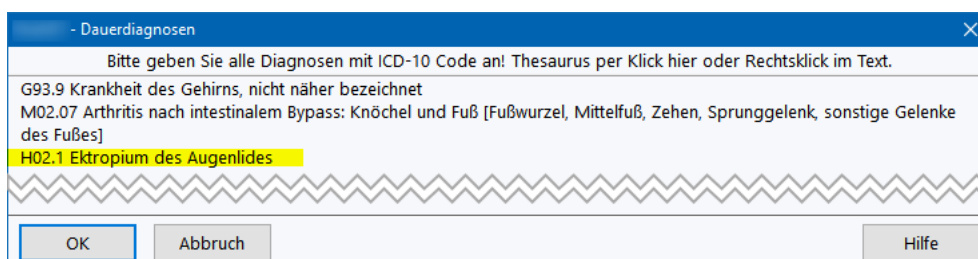 - Dauerdiagnosen
Bitte geben Sie alle Diagnosen mit ICD-10 Code an! Thesaurus per Klick hier oder Rechtsklick im Text.
G93.9 Krankheit des Gehirns, nicht näher bezeichnet
M02.07 Arthritis nach intestinalem Bypass: Knöchel und Fuß [Fußwurzel, Mittelfuß, Zehen, Sprunggelenk, sonstige Gelenke
des Fußes]
H02.1 Ektropium des Augenlides
OK
Abbruch
Hilfe